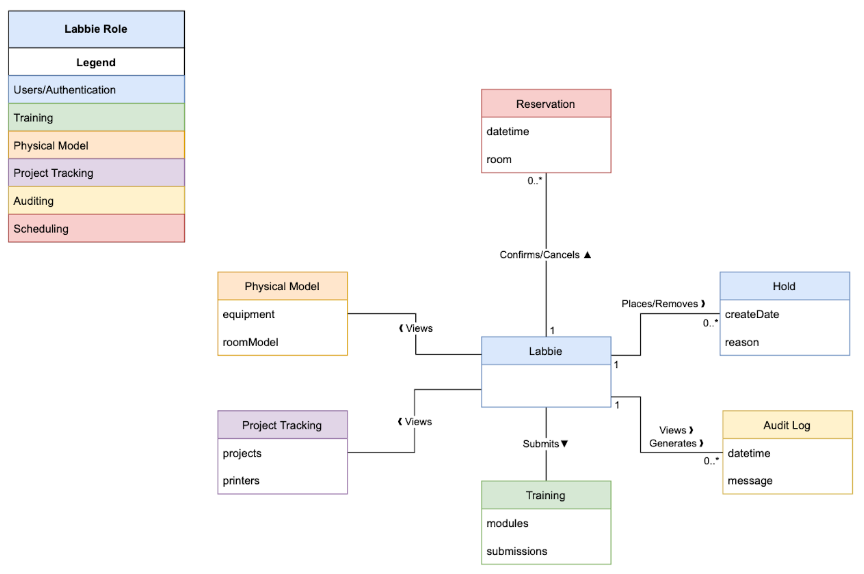 Labbie Role
Legend
Users/Authentication
Training
Physical Model
Project Tracking
Auditing
Scheduling
Reservation
datetime
room
0..*
Confirms/Cancels ▲
1
Physical Model
equipment
roomModel
❰ Views
Places/Removes ❱
0..*
Hold
createDate
reason
Labbie
1
1
Project Tracking
projects
printers
❰ Views
Views ❱
Generates ❱
0..*
Audit Log
datetime
message
Submits▼
Training
modules
submissions